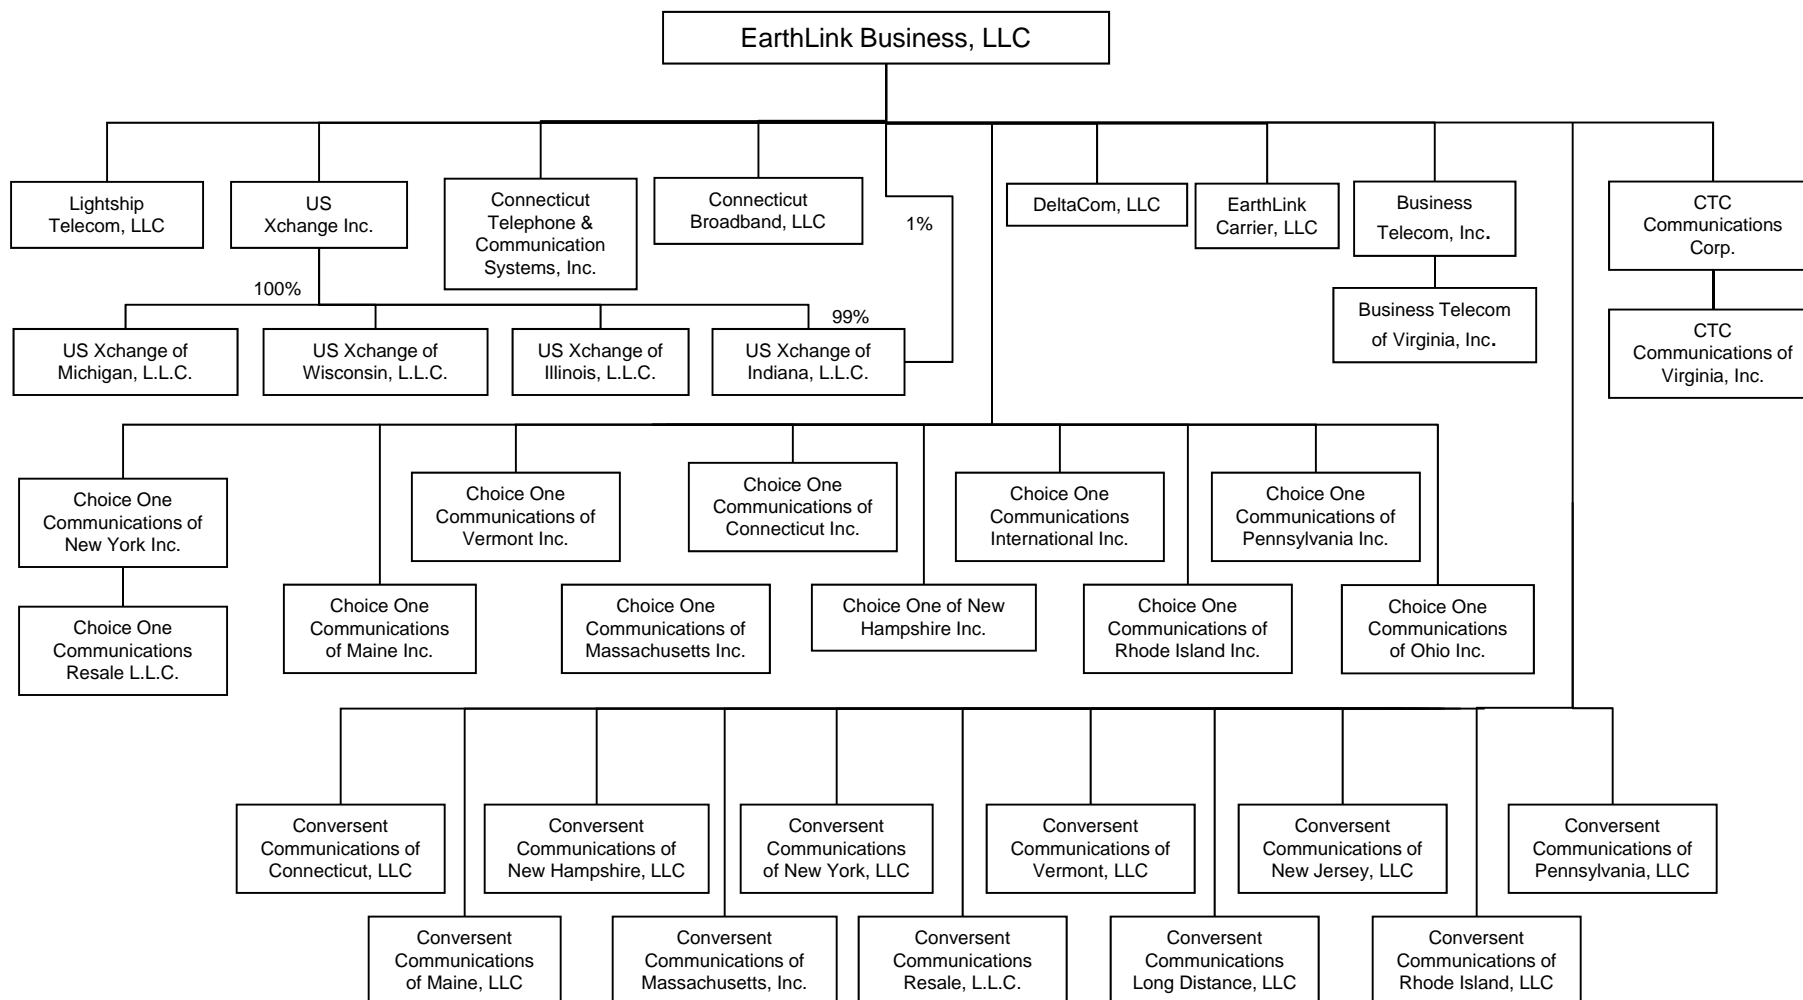 EarthLink Business, LLC
Lightship
Telecom, LLC
US
Xchange Inc.
Connecticut
Telephone &
Communication
Systems, Inc.
Connecticut
Broadband, LLC
1%
DeltaCom, LLC
EarthLink
Carrier, LLC
Business
Telecom, Inc.
CTC
Communications
Corp.
100%
99%
Business Telecom
of Virginia, Inc.
US Xchange of
Michigan, L.L.C.
US Xchange of
Wisconsin, L.L.C.
US Xchange of
Illinois, L.L.C.
US Xchange of
Indiana, L.L.C.
CTC
Communications of
Virginia, Inc.
Choice One
Communications of
New York Inc.
Choice One
Communications of
Vermont Inc.
Choice One
Communications of
Connecticut Inc.
Choice One
Communications
International Inc.
Choice One
Communications of
Pennsylvania Inc.
Choice One
Communications
Resale L.L.C.
Choice One
Communications
of Maine Inc.
Choice One
Communications of
Massachusetts Inc.
Choice One of New
Hampshire Inc.
Choice One
Communications of
Rhode Island Inc.
Choice One
Communications
of Ohio Inc.
Conversent
Communications of
Connecticut, LLC
Conversent
Communications of
New Hampshire, LLC
Conversent
Communications
of New York, LLC
Conversent
Communications of
Vermont, LLC
Conversent
Communications of
New Jersey, LLC
Conversent
Communications of
Pennsylvania, LLC
Conversent
Communications
of Maine, LLC
Conversent
Communications of
Massachusetts, Inc.
Conversent
Communications
Resale, L.L.C.
Conversent
Communications
Long Distance, LLC
Conversent
Communications of
Rhode Island, LLC